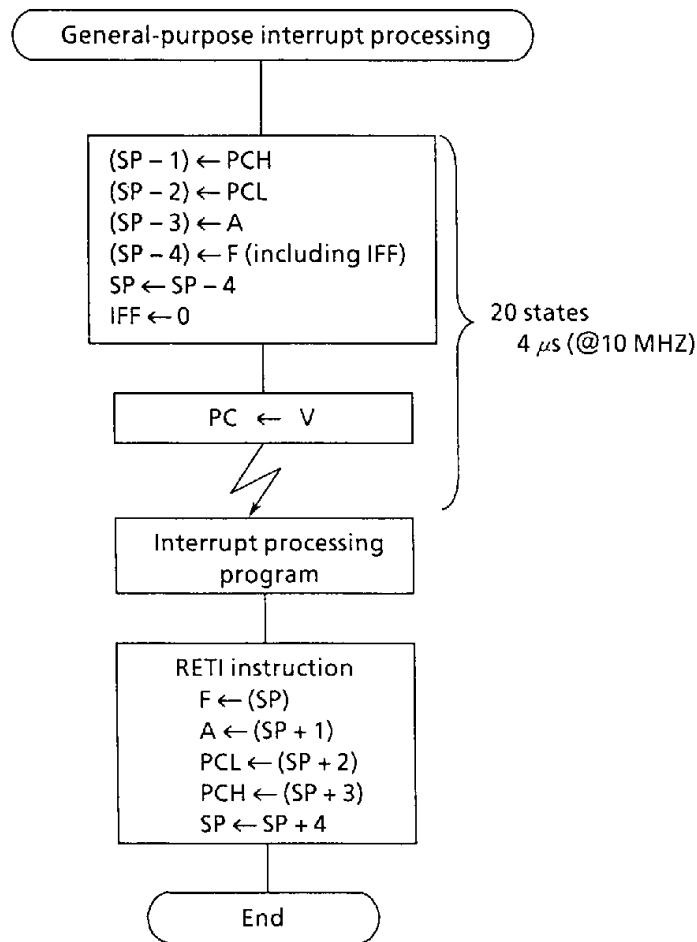 General-purpose interrupt processing
(SP – 1) ← PCH
(SP – 2) ← PCL
(SP – 3) ← A
(SP – 4) ← F (including IFF)
SP ← SP – 4
IFF ← 0
20 states
4 μs (@10 MHZ)
PC ← V
Interrupt processing
program
RETI instruction
F ← (SP)
A ← (SP + 1)
PCL ← (SP + 2)
PCH ← (SP + 3)
SP ← SP + 4
End